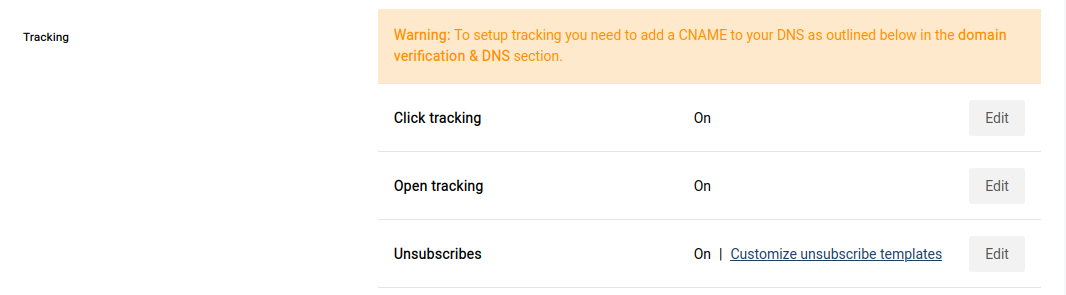 Tracking
Warning: To setup tracking you need to add a CNAME to your DNS as outlined below in the domain
verification & DNS section.
Click tracking On Edit
Open tracking On Edit
Unsubscribes On | Customize unsubscribe templates Edit